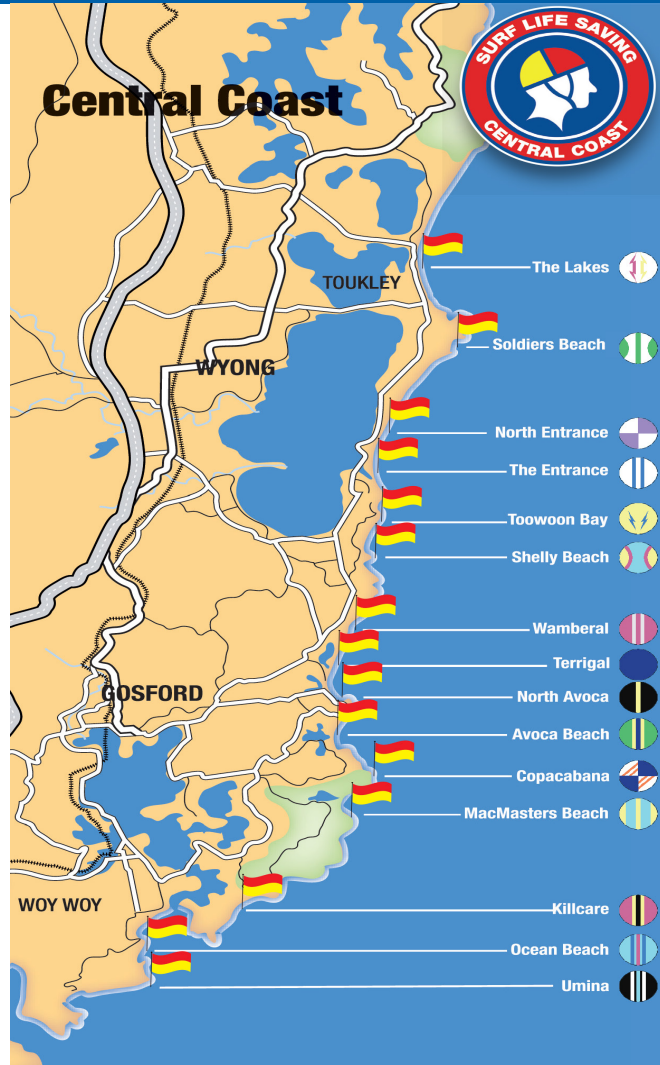 Central Coast
SURF LIFE SAVING
CENTRAL COAST
The Lakes
TOUKLEY
Soldiers Beach
WYONG
North Entrance
The Entrance
Toowoon Bay
Shelly Beach
Wamberal
Terrigal
GOSFORD
North Avoca
Avoca Beach
Copacabana
MacMasters Beach
WOY WOY
Killcare
Ocean Beach
Umina